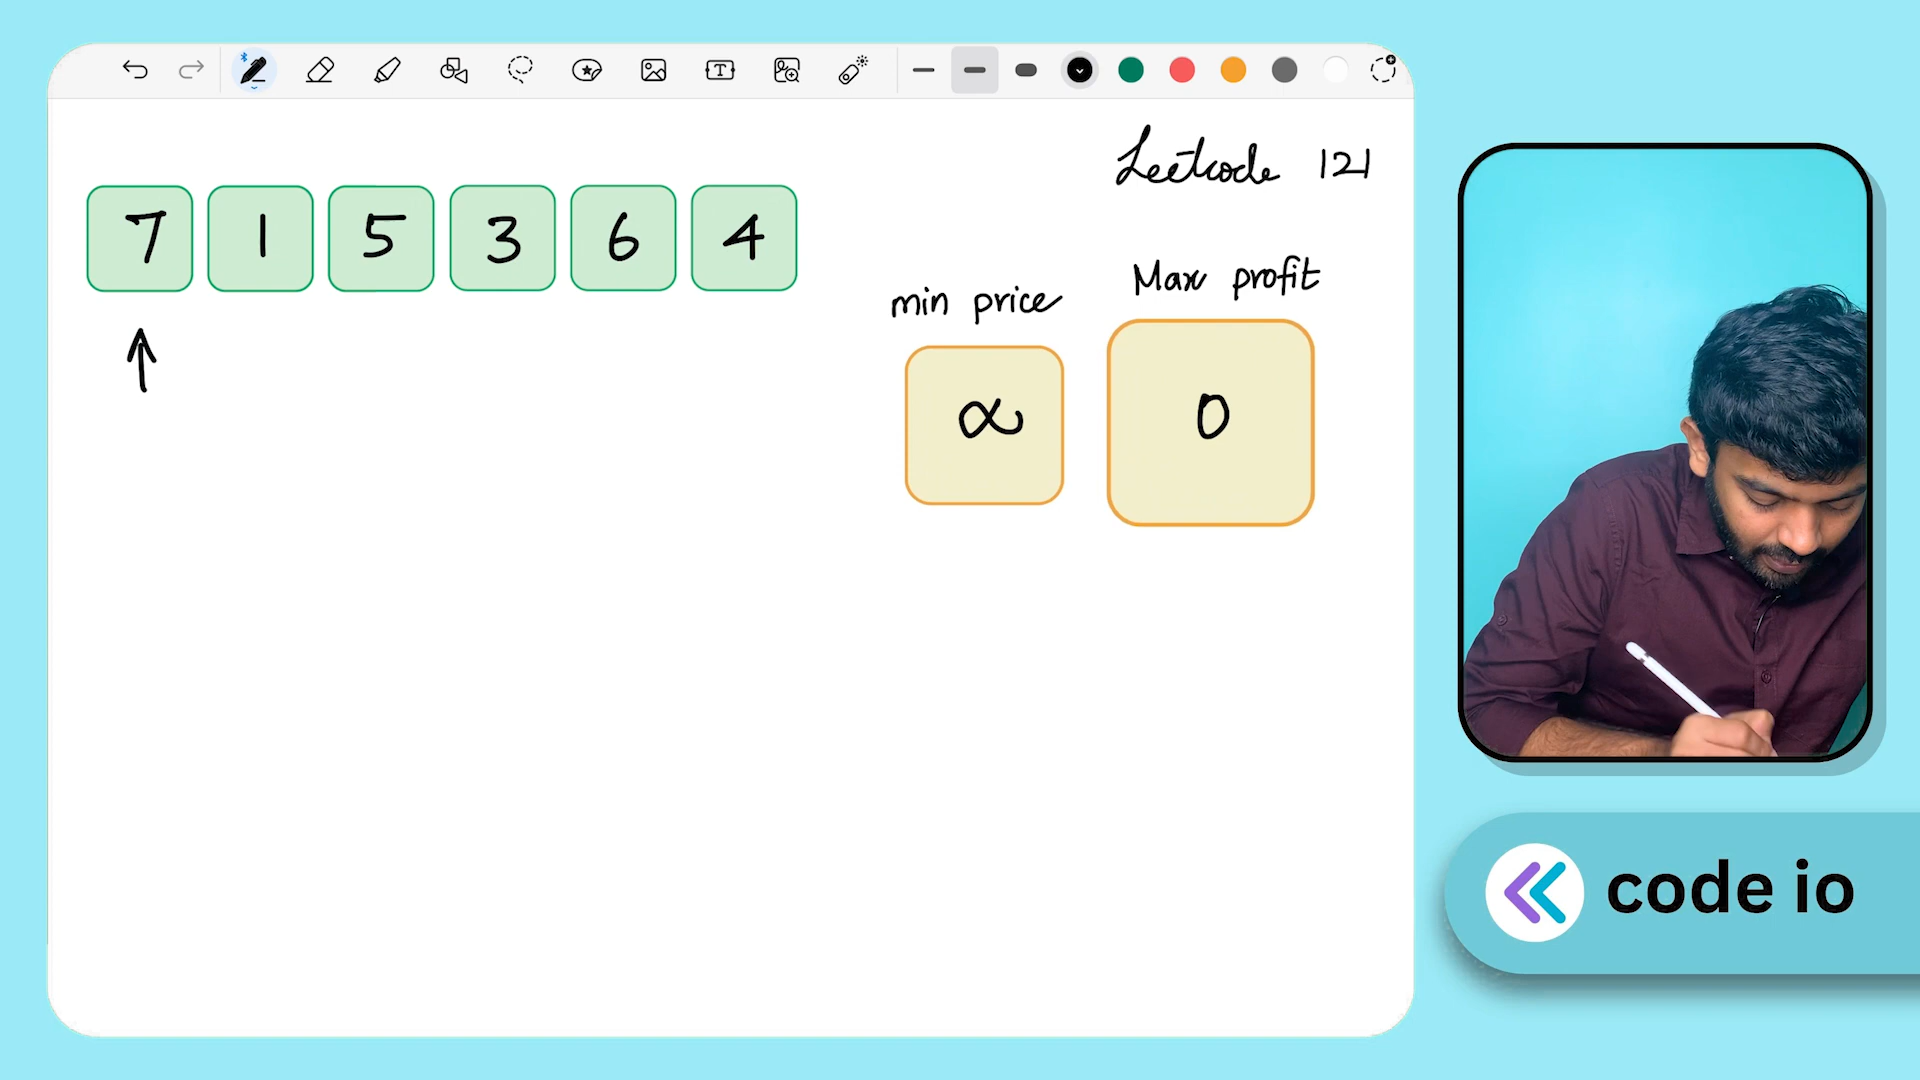 Leetcode 121
7 1 5 3 6 4
min price
Max profit
∞
0
code io